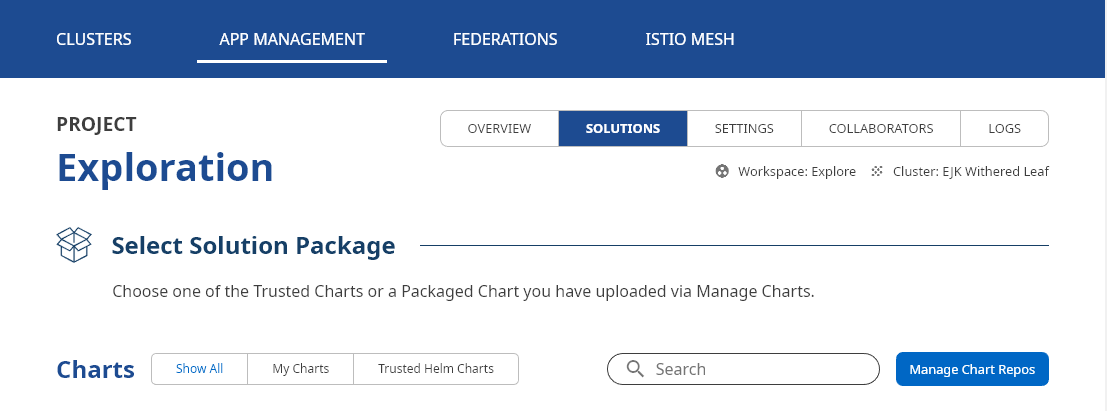 CLUSTERS APP MANAGEMENT FEDERATIONS ISTIO MESH
PROJECT
Exploration
OVERVIEW SOLUTIONS SETTINGS COLLABORATORS LOGS
Workspace: Explore Cluster: EJK Withered Leaf
Select Solution Package
Choose one of the Trusted Charts or a Packaged Chart you have uploaded via Manage Charts.
Charts Show All My Charts Trusted Helm Charts Search Manage Chart Repos